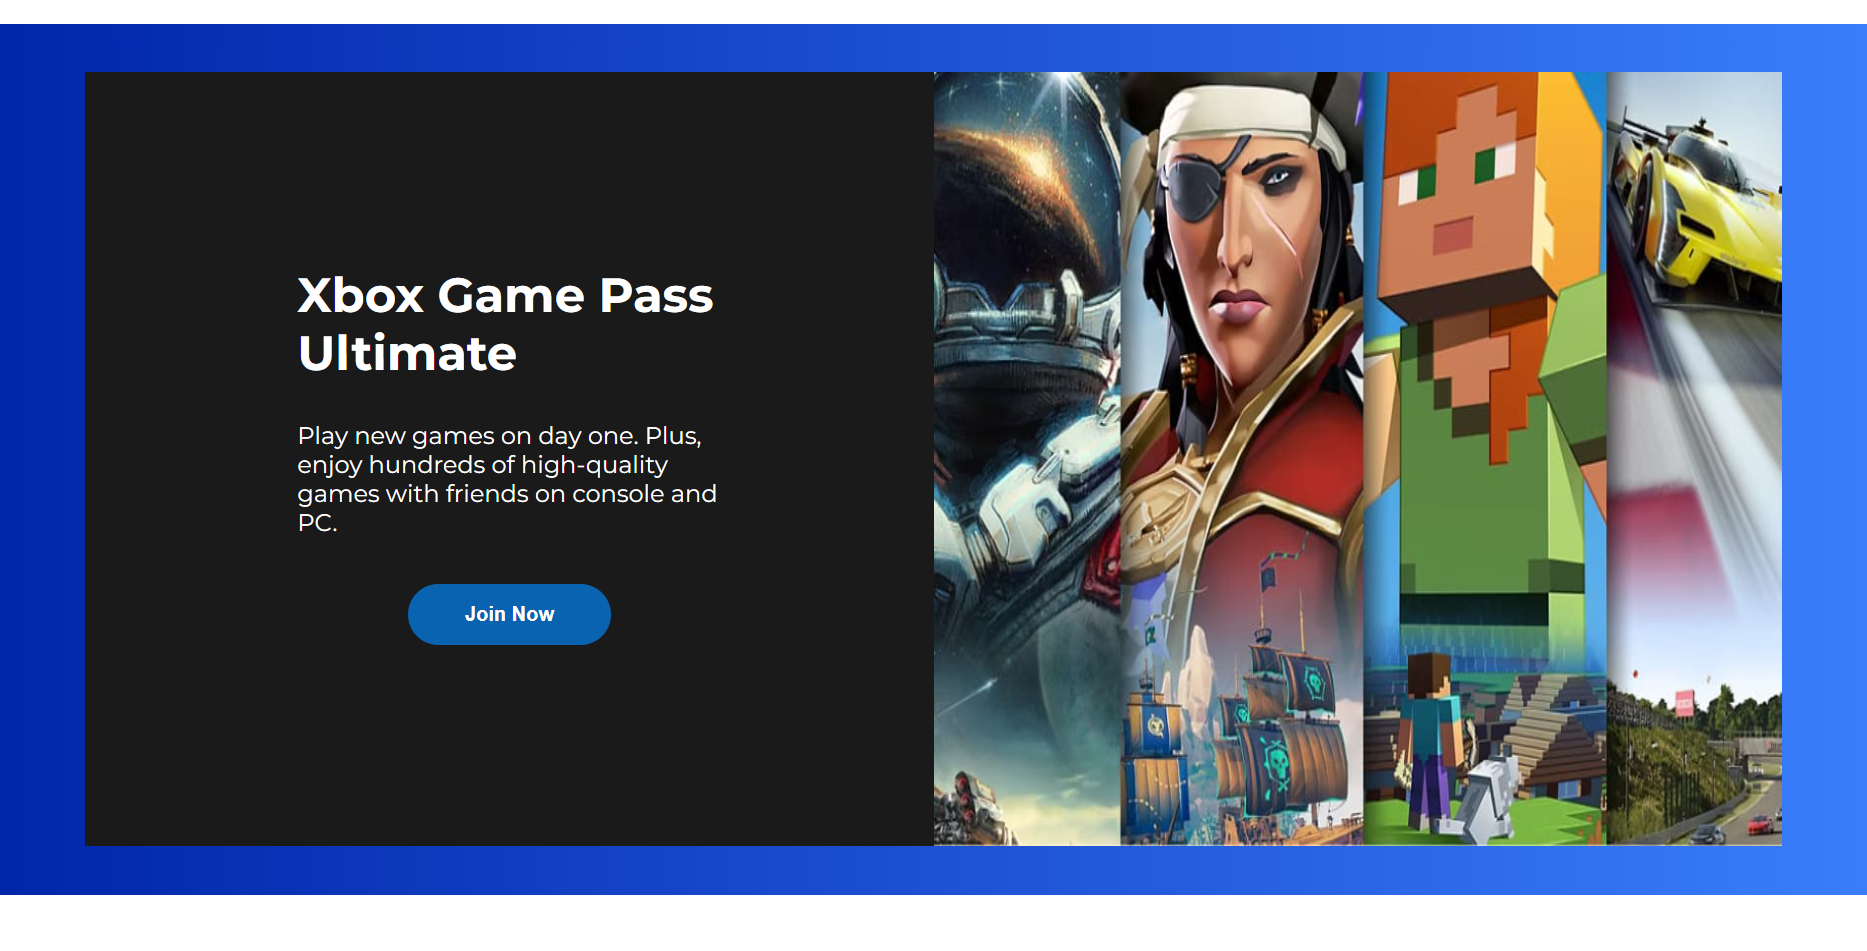 Xbox Game Pass
Ultimate
Play new games on day one. Plus,
enjoy hundreds of high-quality
games with friends on console and
PC.
Join Now